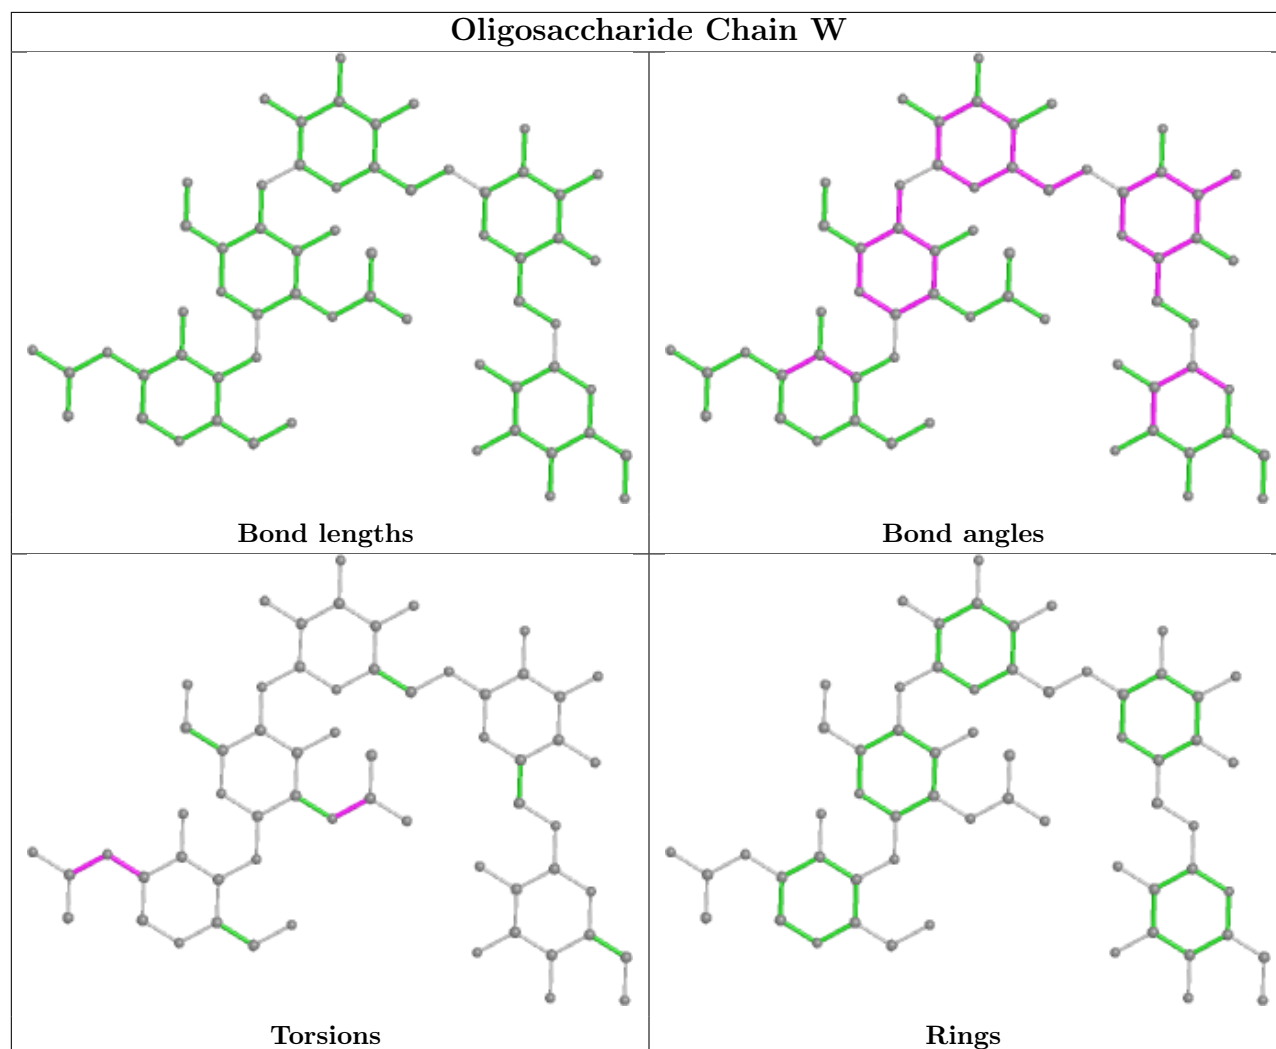 Oligosaccharide Chain W
Bond lengths
Bond angles
Torsions
Rings